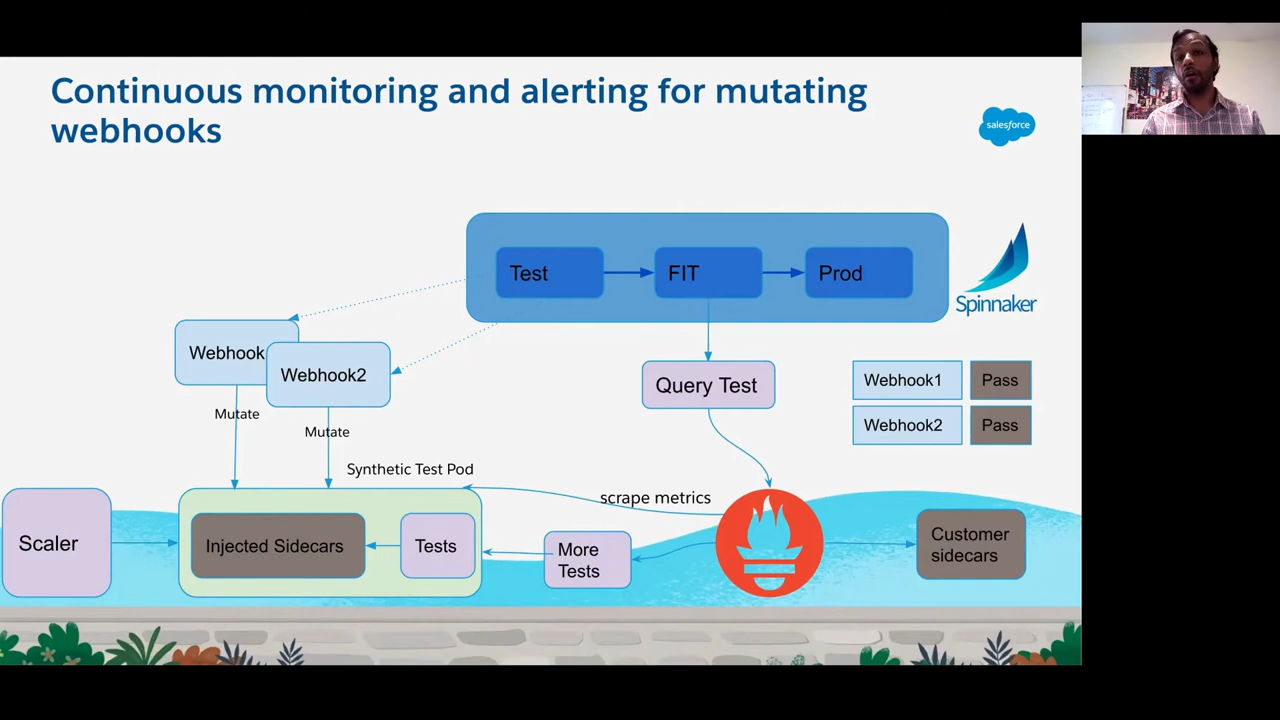 Continuous monitoring and alerting for mutating
webhooks
salesforce
Test
FIT
Prod
Spinnaker
Webhook
Webhook2
Query Test
Webhook1
Pass
Webhook2
Pass
Mutate
Mutate
Synthetic Test Pod
scrape metrics
Scaler
Injected Sidecars
Tests
More
Tests
Customer
sidecars